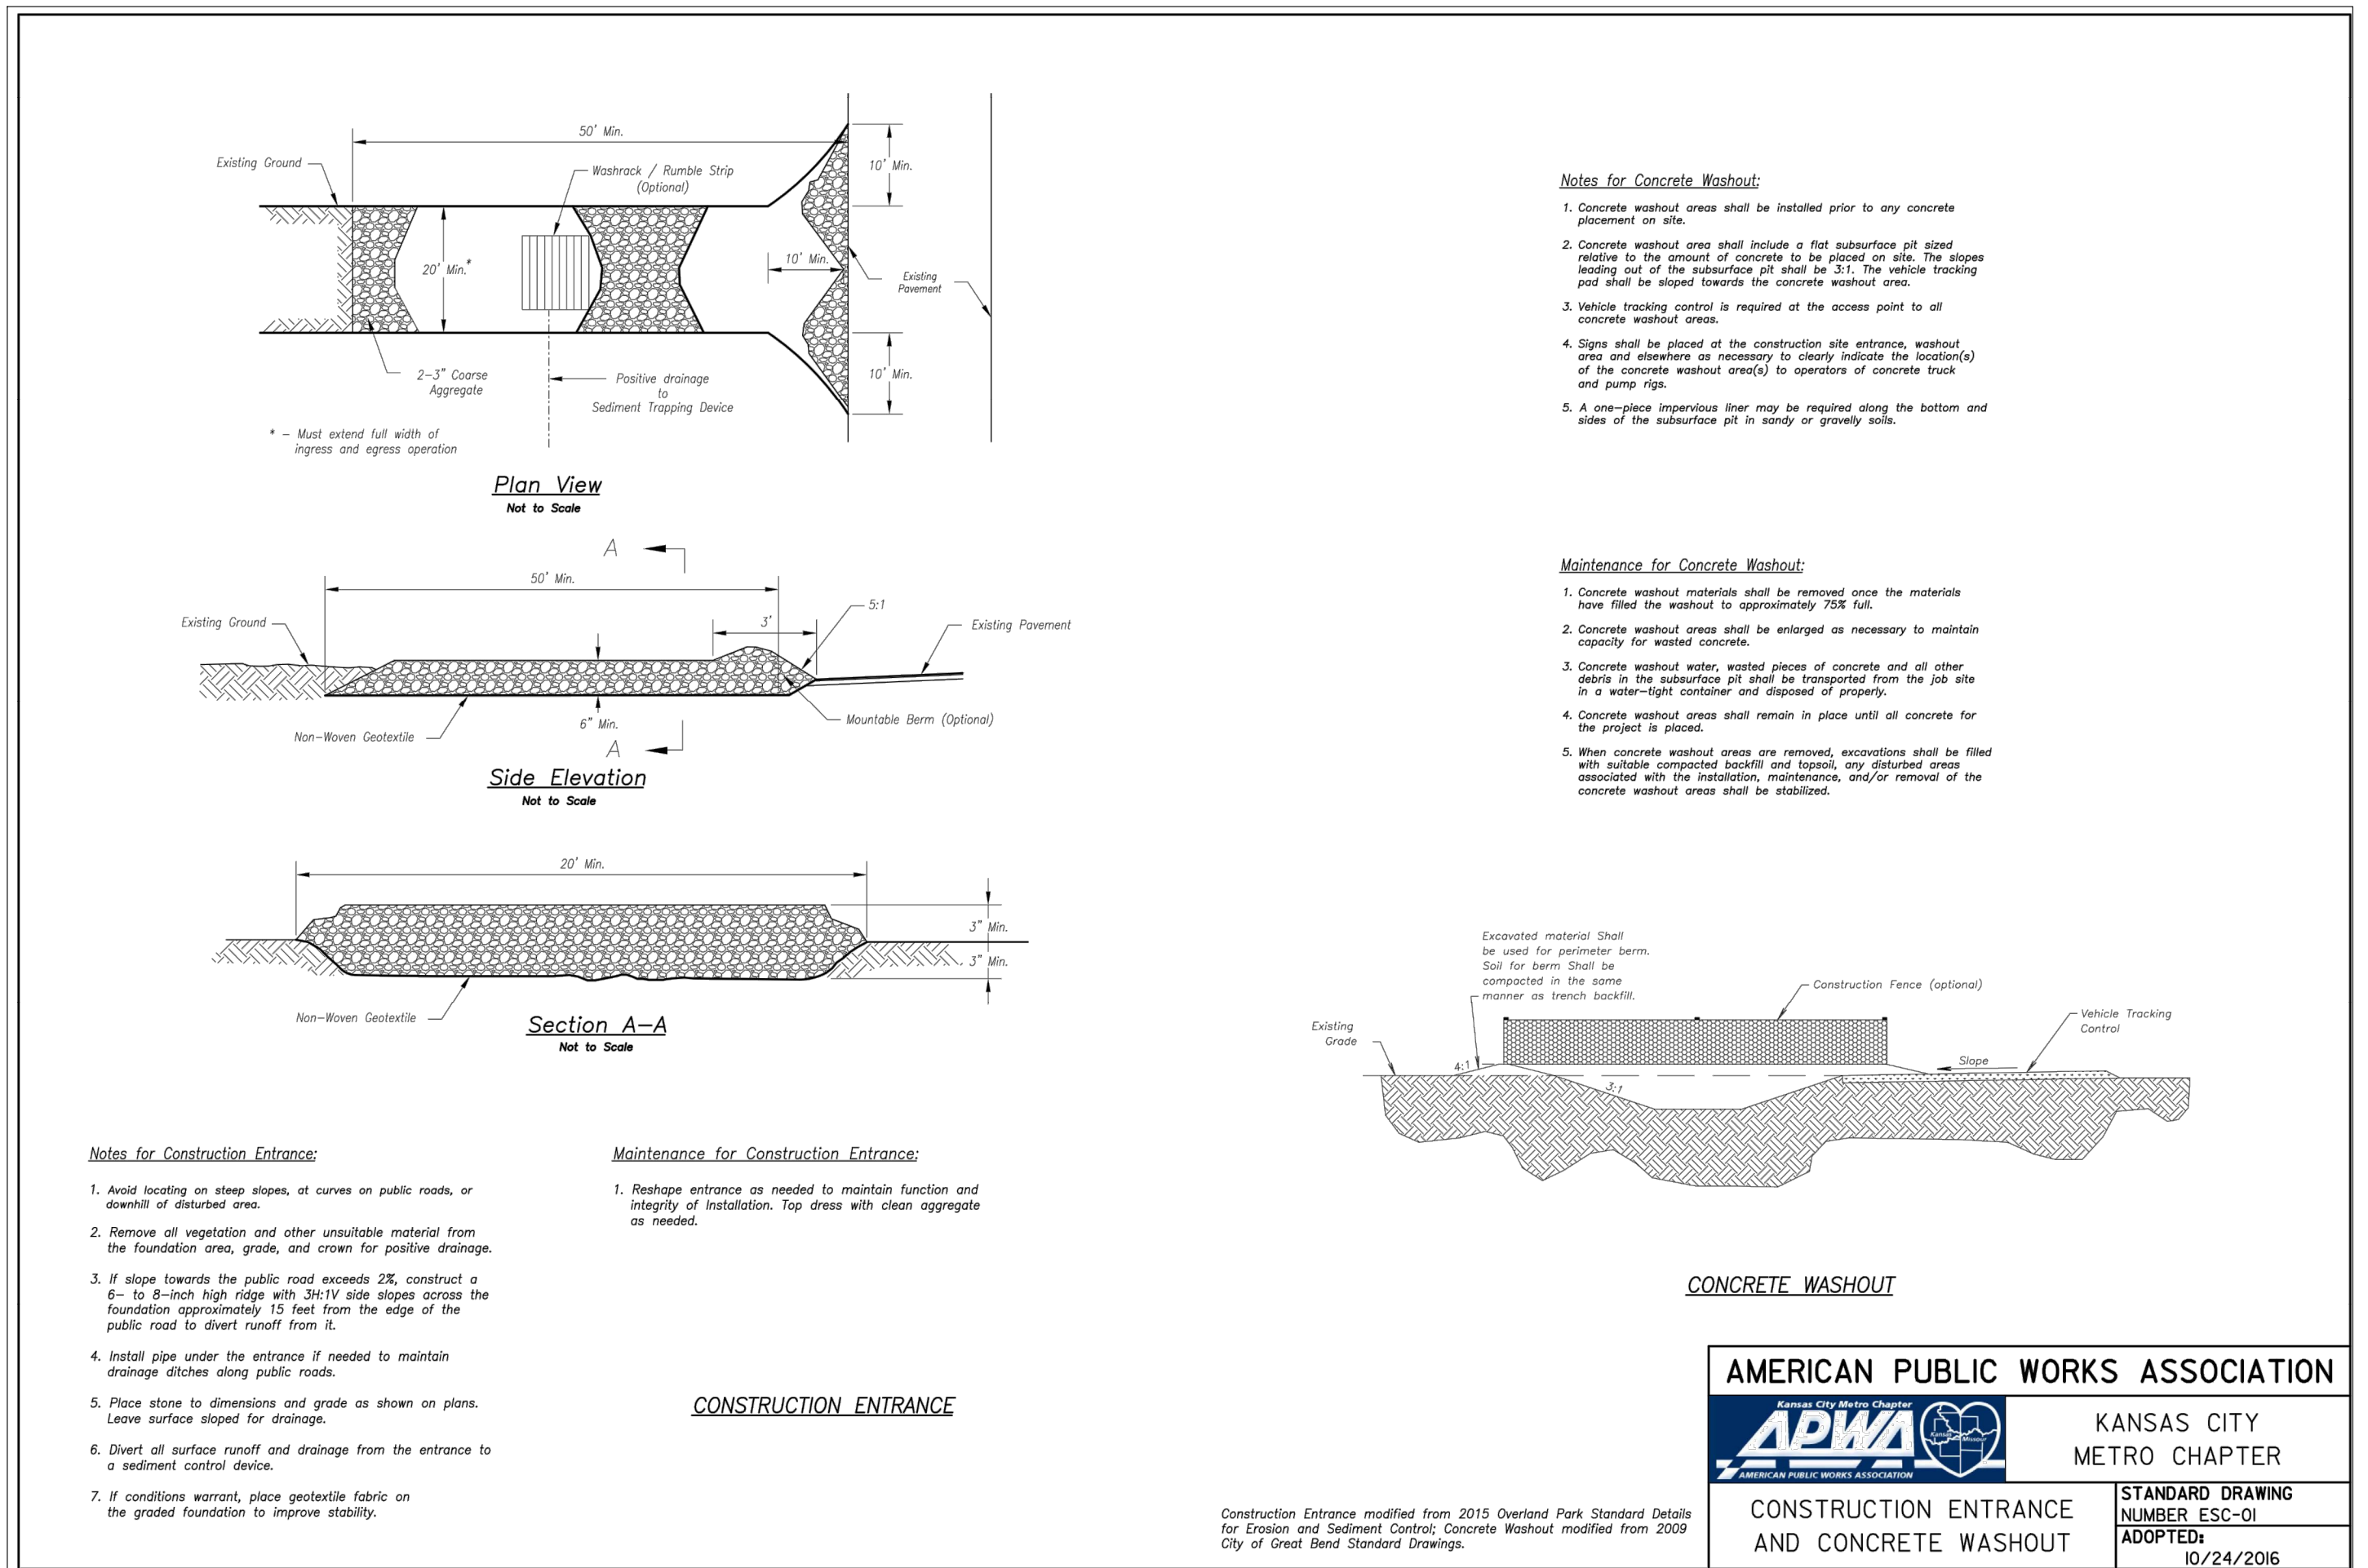 50' Min.
Existing Ground
Washrack / Rumble Strip
(Optional)
10' Min.
20' Min.*
10' Min.
Existing
Pavement
10' Min.
2-3" Coarse
Aggregate
Positive drainage
to
Sediment Trapping Device
* - Must extend full width of
ingress and egress operation
Plan View
Not to Scale
A
50' Min.
5:1
3'
Existing Ground
Existing Pavement
6" Min.
Mountable Berm (Optional)
Non-Woven Geotextile
A
Side Elevation
Not to Scale
20' Min.
3" Min.
3" Min.
Non-Woven Geotextile
Section A-A
Not to Scale
Notes for Construction Entrance:
1. Avoid locating on steep slopes, at curves on public roads, or
downhill of disturbed area.
2. Remove all vegetation and other unsuitable material from
the foundation area, grade, and crown for positive drainage.
3. If slope towards the public road exceeds 2%, construct a
6- to 8-inch high ridge with 3H:1V side slopes across the
foundation approximately 15 feet from the edge of the
public road to divert runoff from it.
4. Install pipe under the entrance if needed to maintain
drainage ditches along public roads.
5. Place stone to dimensions and grade as shown on plans.
Leave surface sloped for drainage.
6. Divert all surface runoff and drainage from the entrance to
a sediment control device.
7. If conditions warrant, place geotextile fabric on
the graded foundation to improve stability.
Maintenance for Construction Entrance:
1. Reshape entrance as needed to maintain function and
integrity of Installation. Top dress with clean aggregate
as needed.
CONSTRUCTION ENTRANCE
Notes for Concrete Washout:
1. Concrete washout areas shall be installed prior to any concrete
placement on site.
2. Concrete washout area shall include a flat subsurface pit sized
relative to the amount of concrete to be placed on site. The slopes
leading out of the subsurface pit shall be 3:1. The vehicle tracking
pad shall be sloped towards the concrete washout area.
3. Vehicle tracking control is required at the access point to all
concrete washout areas.
4. Signs shall be placed at the construction site entrance, washout
area and elsewhere as necessary to clearly indicate the location(s)
of the concrete washout area(s) to operators of concrete truck
and pump rigs.
5. A one-piece impervious liner may be required along the bottom and
sides of the subsurface pit in sandy or gravelly soils.
Maintenance for Concrete Washout:
1. Concrete washout materials shall be removed once the materials
have filled the washout to approximately 75% full.
2. Concrete washout areas shall be enlarged as necessary to maintain
capacity for wasted concrete.
3. Concrete washout water, wasted pieces of concrete and all other
debris in the subsurface pit shall be transported from the job site
in a water-tight container and disposed of properly.
4. Concrete washout areas shall remain in place until all concrete for
the project is placed.
5. When concrete washout areas are removed, excavations shall be filled
with suitable compacted backfill and topsoil, any disturbed areas
associated with the installation, maintenance, and/or removal of the
concrete washout areas shall be stabilized.
Excavated material Shall
be used for perimeter berm.
Soil for berm Shall be
compacted in the same
manner as trench backfill.
Construction Fence (optional)
Existing
Grade
Vehicle Tracking
Control
4:1
Slope
3:1
CONCRETE WASHOUT
Construction Entrance modified from 2015 Overland Park Standard Details
for Erosion and Sediment Control; Concrete Washout modified from 2009
City of Great Bend Standard Drawings.
AMERICAN PUBLIC WORKS ASSOCIATION
Kansas City Metro Chapter
APWA
Kansas Missouri
AMERICAN PUBLIC WORKS ASSOCIATION
KANSAS CITY
METRO CHAPTER
CONSTRUCTION ENTRANCE
AND CONCRETE WASHOUT
STANDARD DRAWING
NUMBER ESC-01
ADOPTED:
10/24/2016